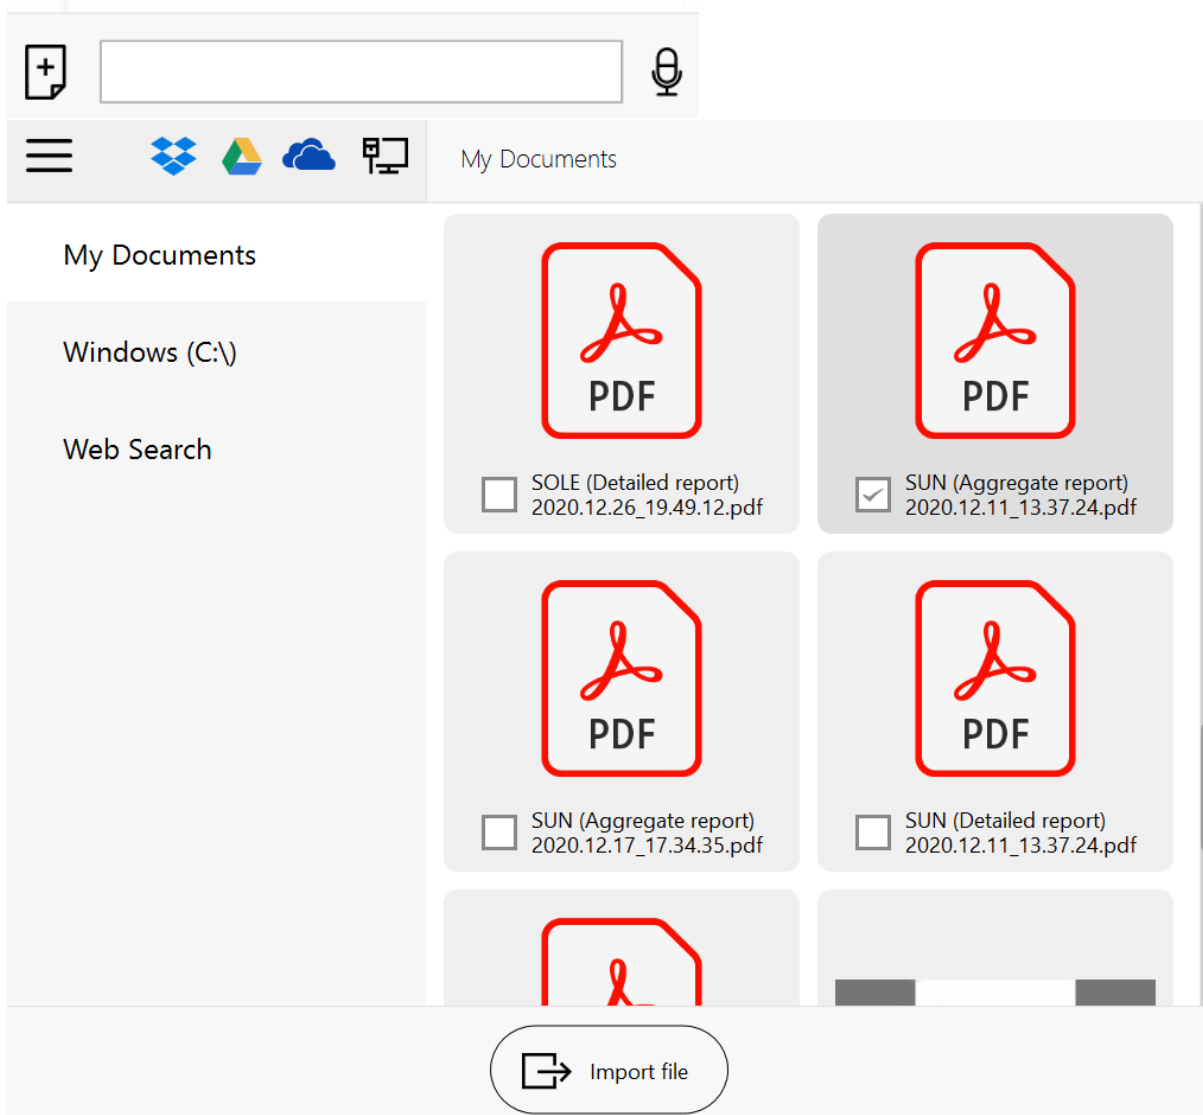 My Documents
My Documents
Windows (C:\)
Web Search
PDF
SOLE (Detailed report)
2020.12.26_19.49.12.pdf
PDF
SUN (Aggregate report)
2020.12.11_13.37.24.pdf
PDF
SUN (Aggregate report)
2020.12.17_17.34.35.pdf
PDF
SUN (Detailed report)
2020.12.11_13.37.24.pdf
Import file